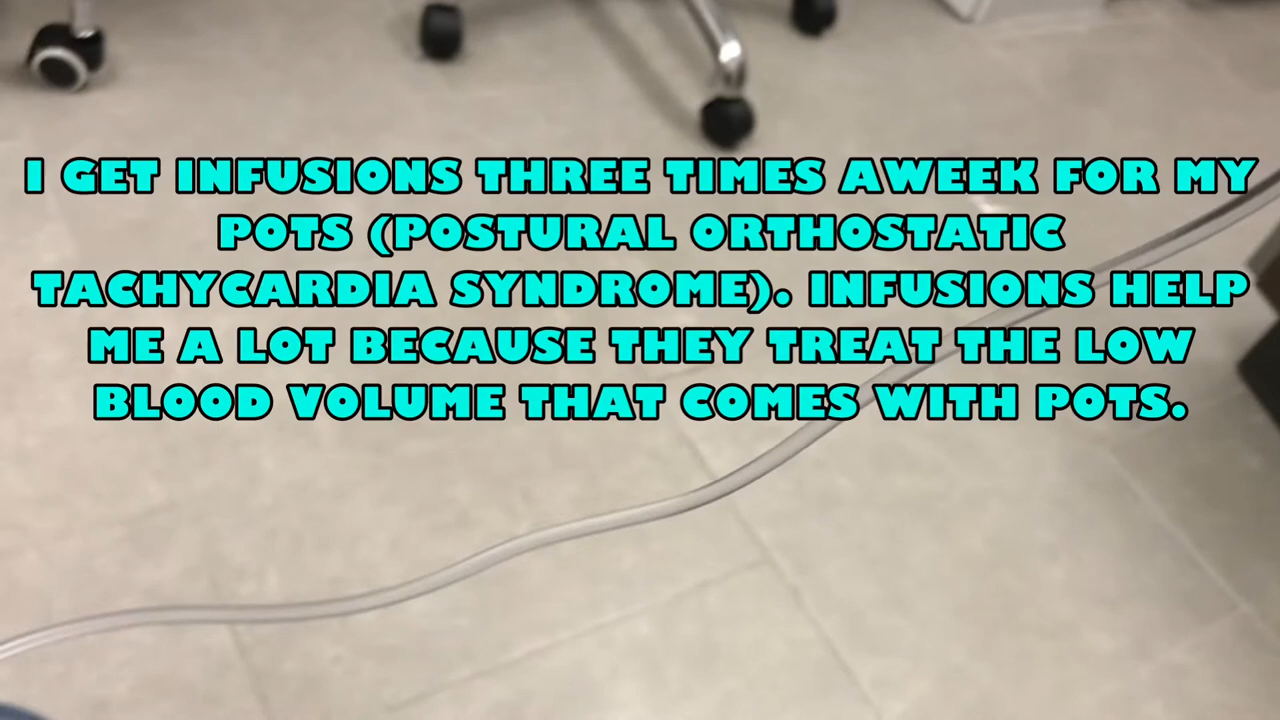 I GET INFUSIONS THREE TIMES AWEEK FOR MY
POTS (POSTURAL ORTHOSTATIC
TACHYCARDIA SYNDROME). INFUSIONS HELP
ME A LOT BECAUSE THEY TREAT THE LOW
BLOOD VOLUME THAT COMES WITH POTS.